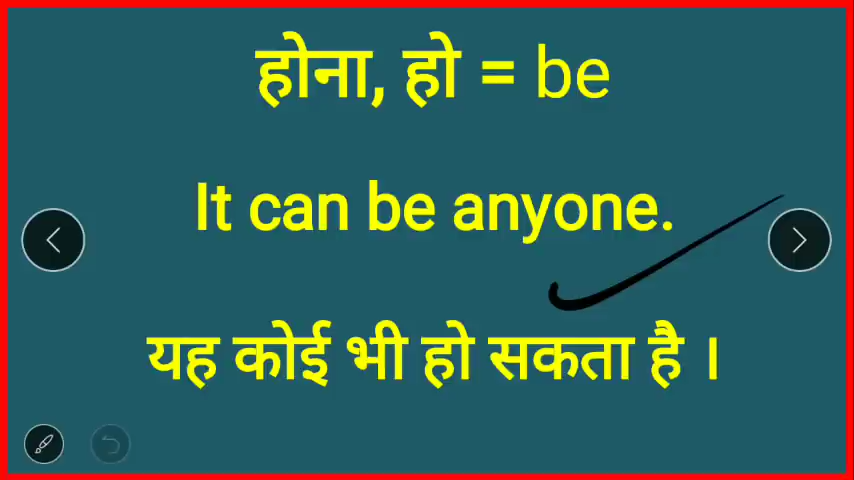 होना, हो = be
It can be anyone.
यह कोई भी हो सकता है ।